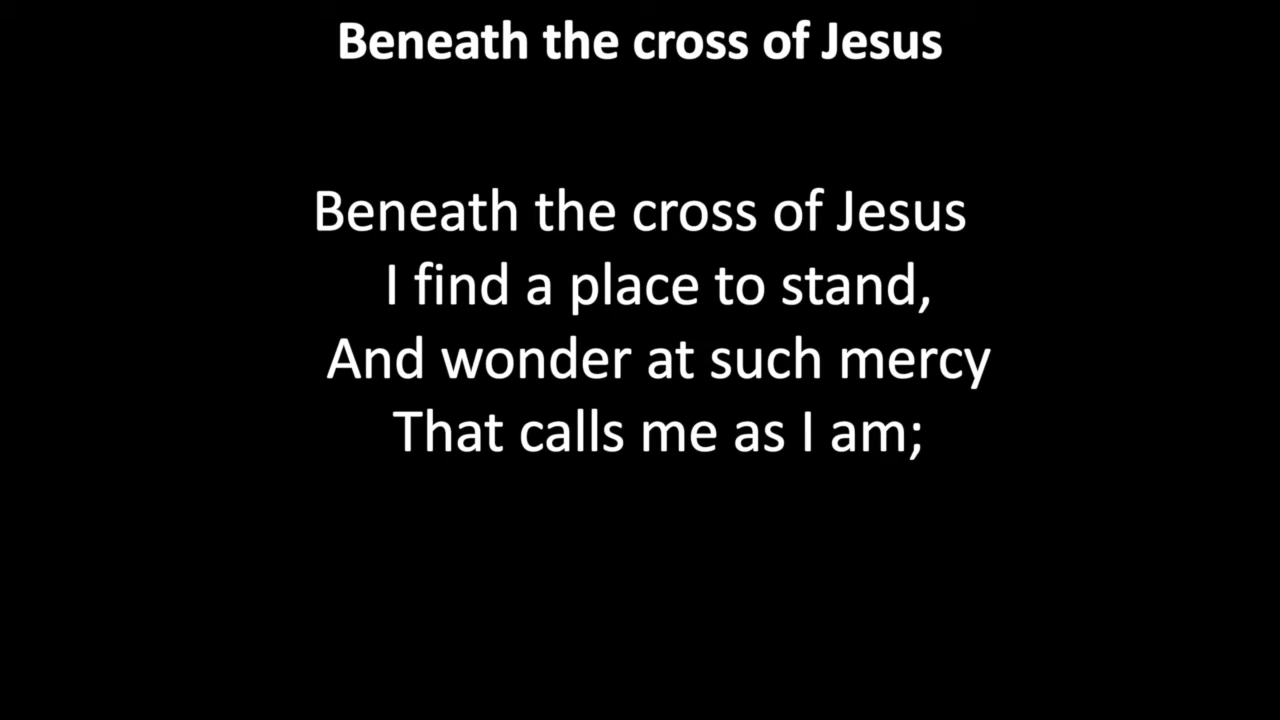 Beneath the cross of Jesus
Beneath the cross of Jesus
I find a place to stand,
And wonder at such mercy
That calls me as I am;